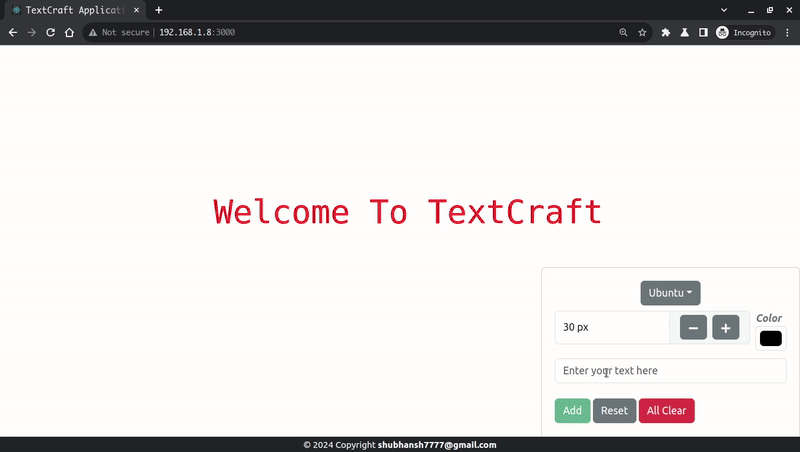 TextCraft Applicati
Not secure 192.168.1.8:3000 Incognito
Welcome To TextCraft
Ubuntu
30 px
Color
Enter your text here
Add Reset All Clear
© 2024 Copyright shubhansh7777@gmail.com